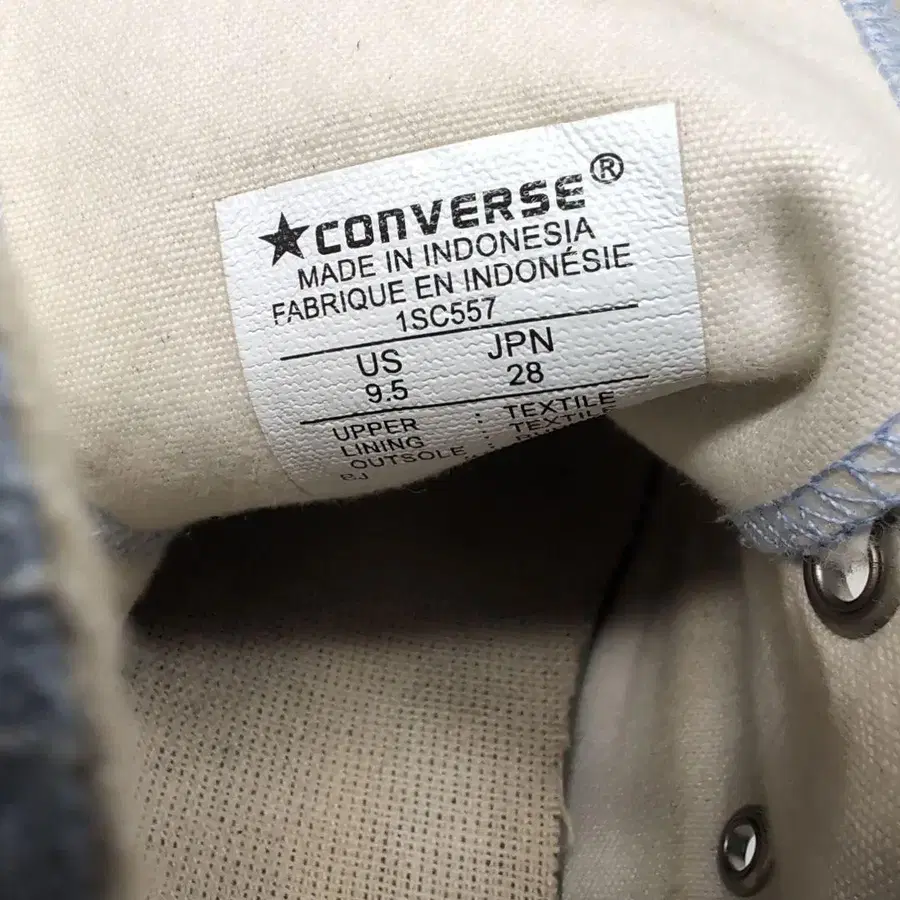 ★CONVERSE®
MADE IN INDONESIA
FABRIQUE EN INDONÉSIE
1SC557
US JPN
9.5 28
UPPER : TEXTILE
LINING : TEXTILE
OUTSOLE :